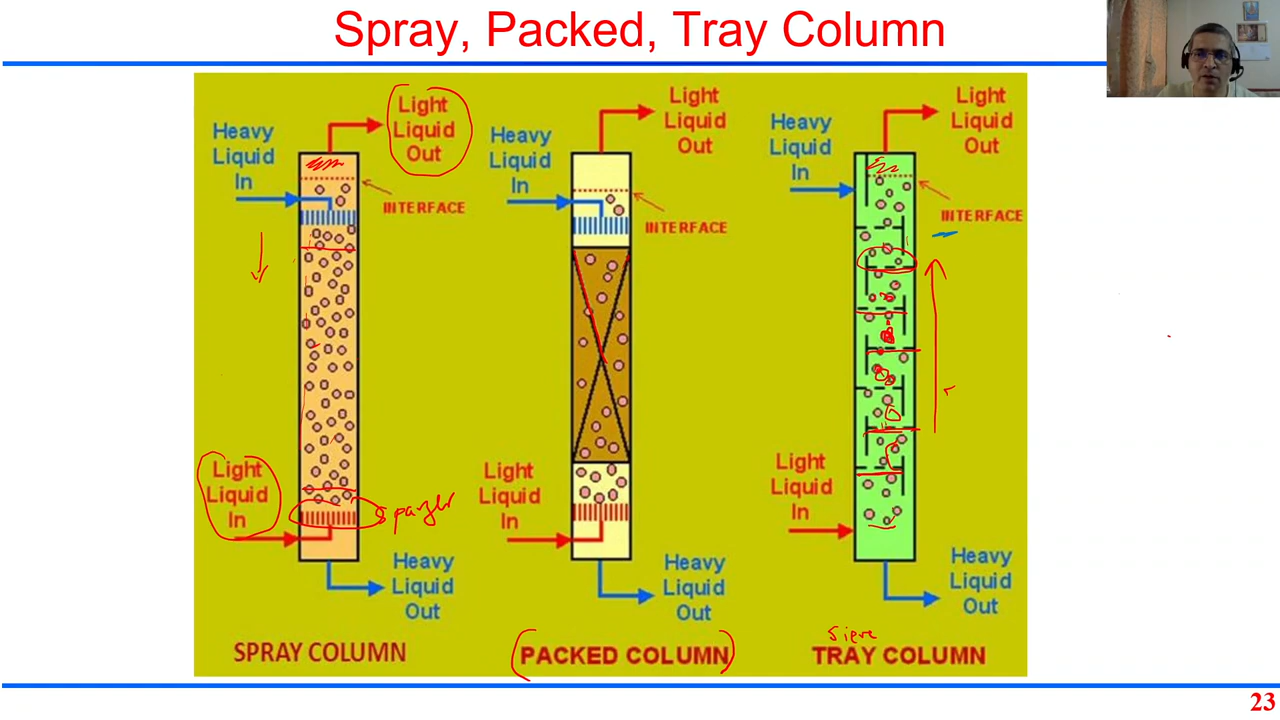 Spray, Packed, Tray Column
Light
Liquid
Out
Heavy
Liquid
In
INTERFACE
Light
Liquid
In
sparger
Heavy
Liquid
Out
SPRAY COLUMN
Light
Liquid
Out
Heavy
Liquid
In
INTERFACE
Light
Liquid
In
Heavy
Liquid
Out
PACKED COLUMN
Light
Liquid
Out
Heavy
Liquid
In
INTERFACE
Light
Liquid
In
Heavy
Liquid
Out
Sieve
TRAY COLUMN
23